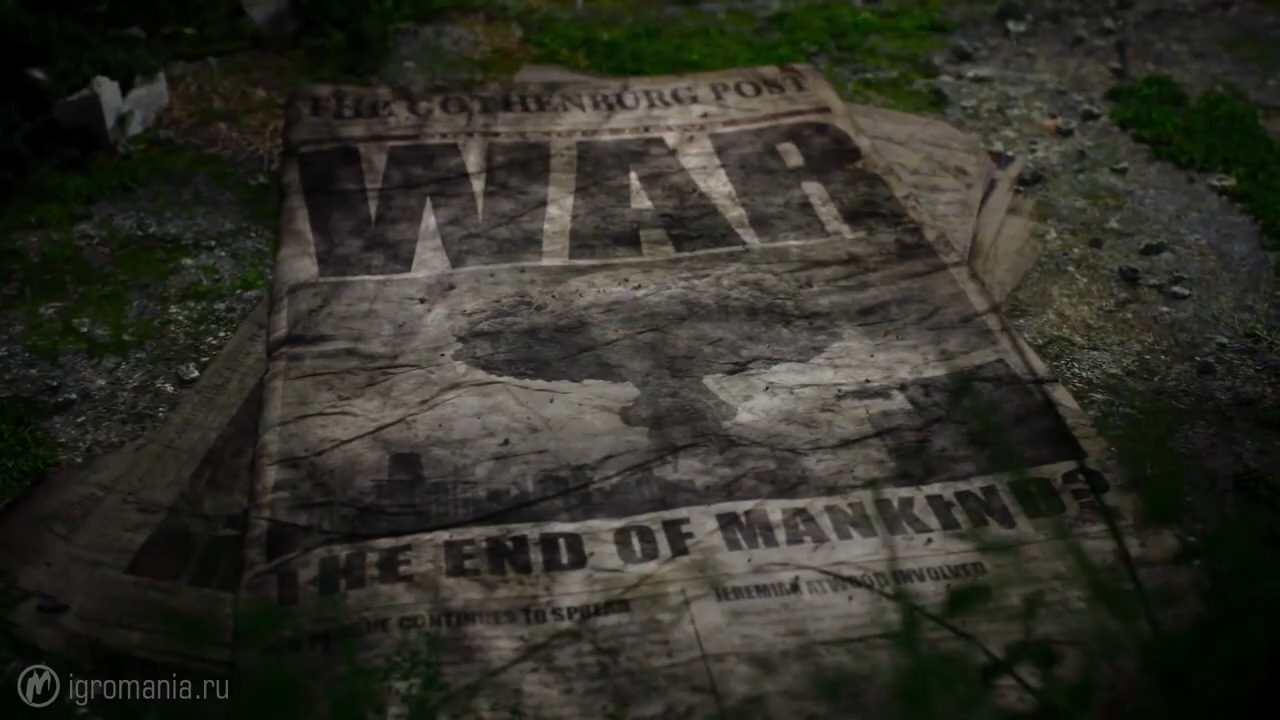 THE GOTHENBURG POST
WAR
THE END OF MANKIND?
CONTINUES TO SPREAD
JEREMIAH ATWOOD INVOLVED
igromania.ru